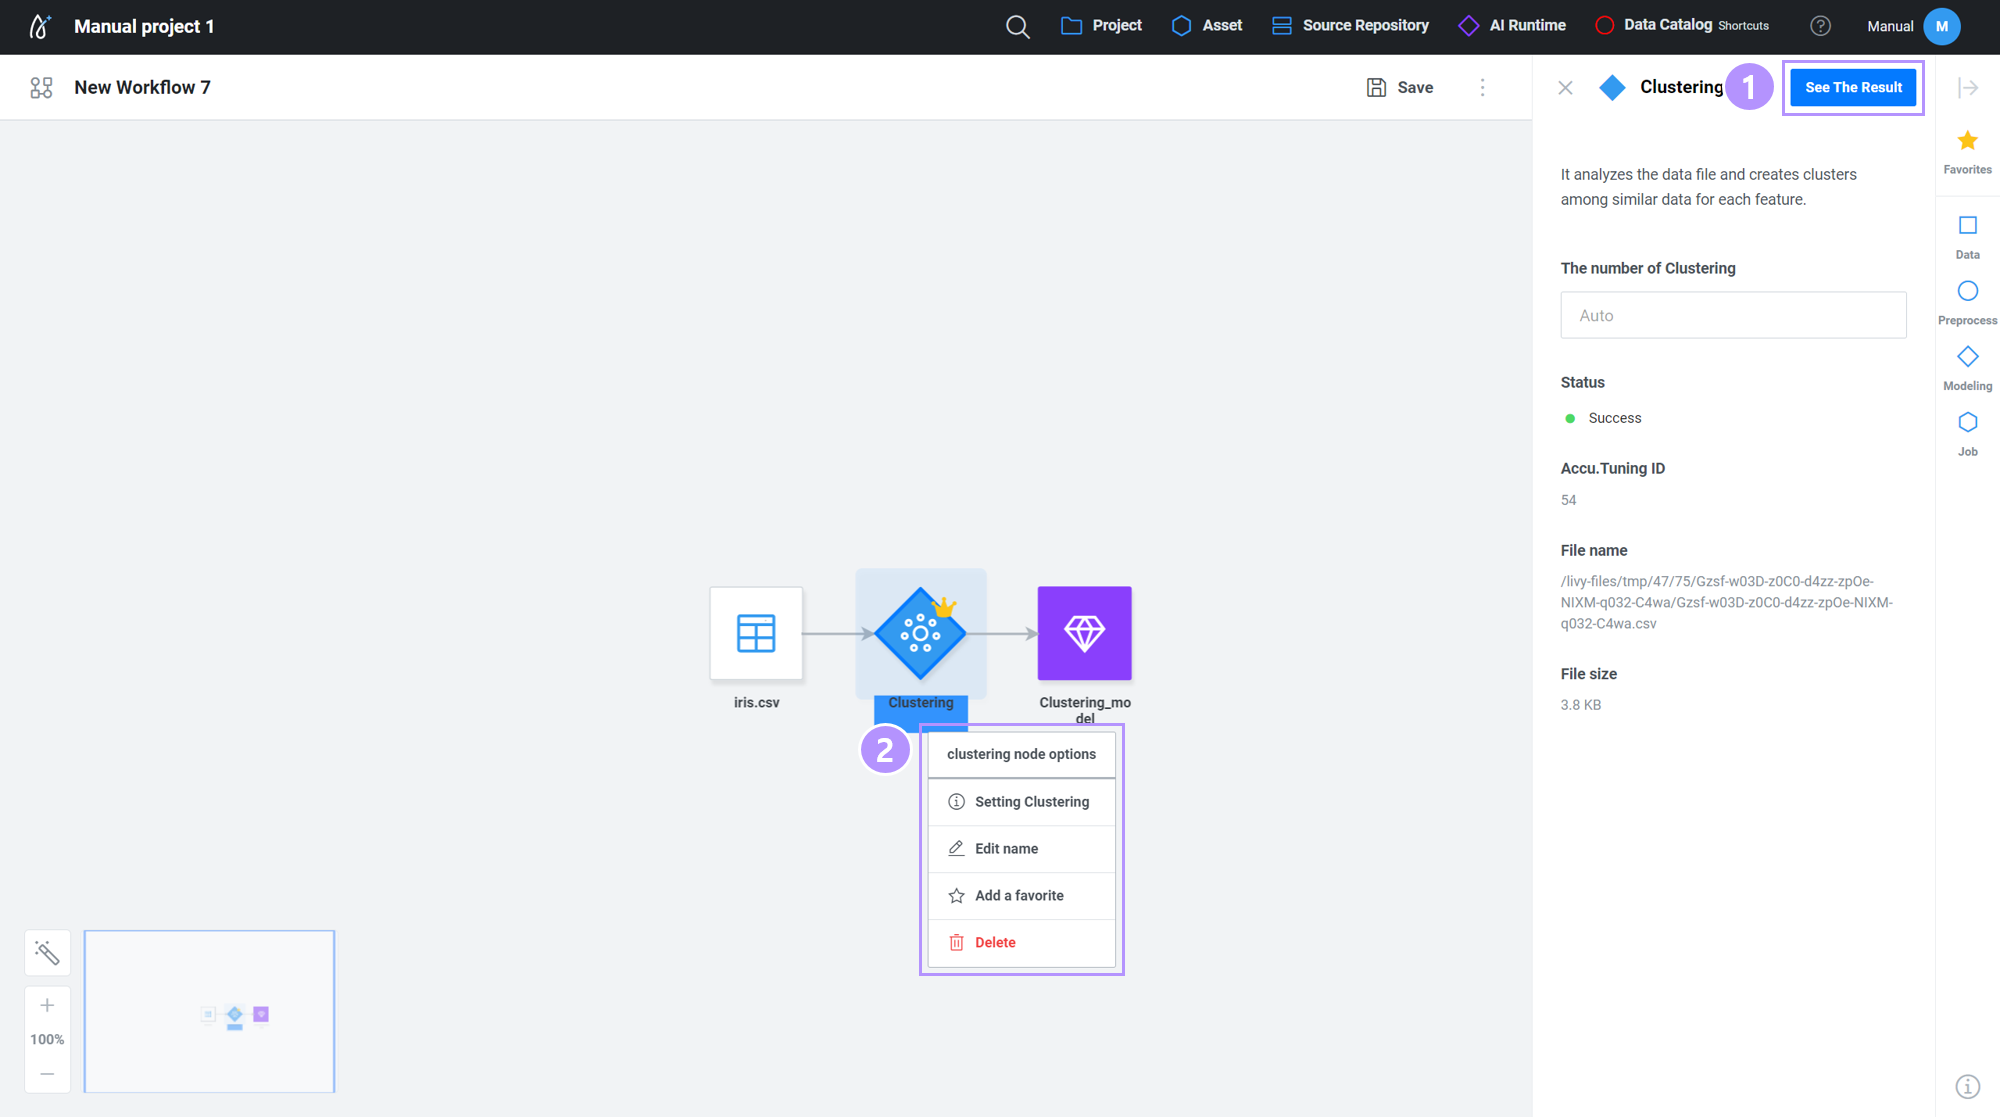 Manual project 1
Project
Asset
Source Repository
AI Runtime
Data Catalog Shortcuts
Manual
M
New Workflow 7
Save
Clustering
1
See The Result
Favorites
It analyzes the data file and creates clusters
among similar data for each feature.
Data
The number of Clustering
Auto
Preprocess
Status
Modeling
Success
Job
Accu.Tuning ID
54
File name
/livy-files/tmp/47/75/Gzsf-w03D-z0C0-d4zz-zpOe-
NIXM-q032-C4wa/Gzsf-w03D-z0C0-d4zz-zpOe-NIXM-
q032-C4wa.csv
File size
3.8 KB
iris.csv
Clustering
Clustering_mo
del
2
clustering node options
Setting Clustering
Edit name
Add a favorite
Delete
100%